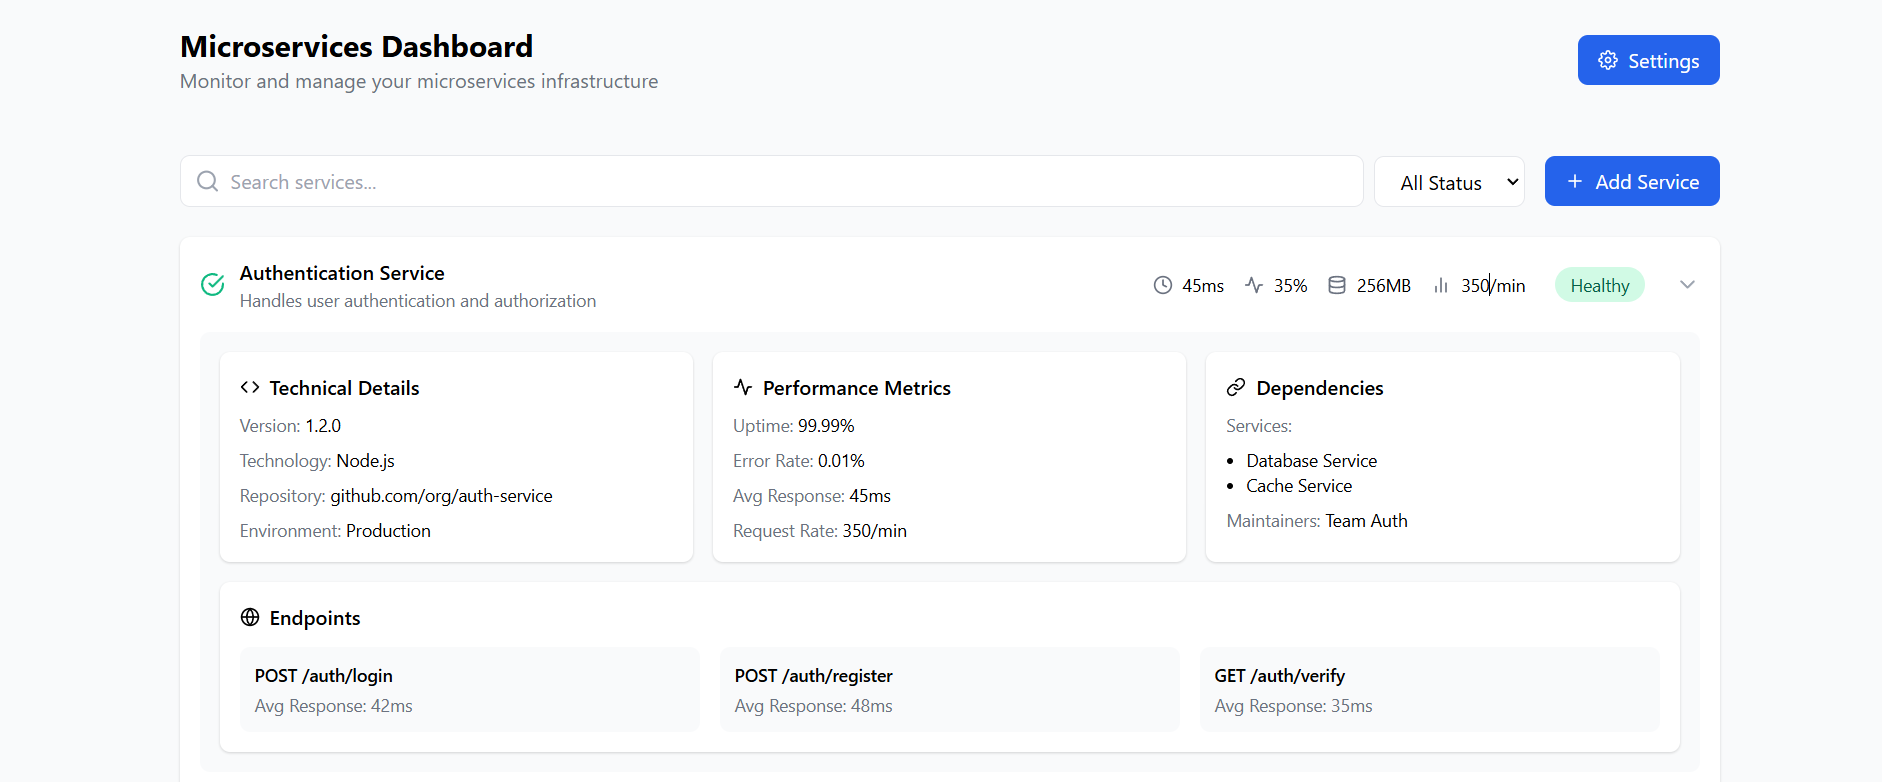 Microservices Dashboard
Monitor and manage your microservices infrastructure
Settings
Search services...
All Status
Add Service
Authentication Service
Handles user authentication and authorization
45ms 35% 256MB 350/min Healthy
Technical Details
Version: 1.2.0
Technology: Node.js
Repository: github.com/org/auth-service
Environment: Production
Performance Metrics
Uptime: 99.99%
Error Rate: 0.01%
Avg Response: 45ms
Request Rate: 350/min
Dependencies
Services:
Database Service
Cache Service
Maintainers: Team Auth
Endpoints
POST /auth/login
Avg Response: 42ms
POST /auth/register
Avg Response: 48ms
GET /auth/verify
Avg Response: 35ms